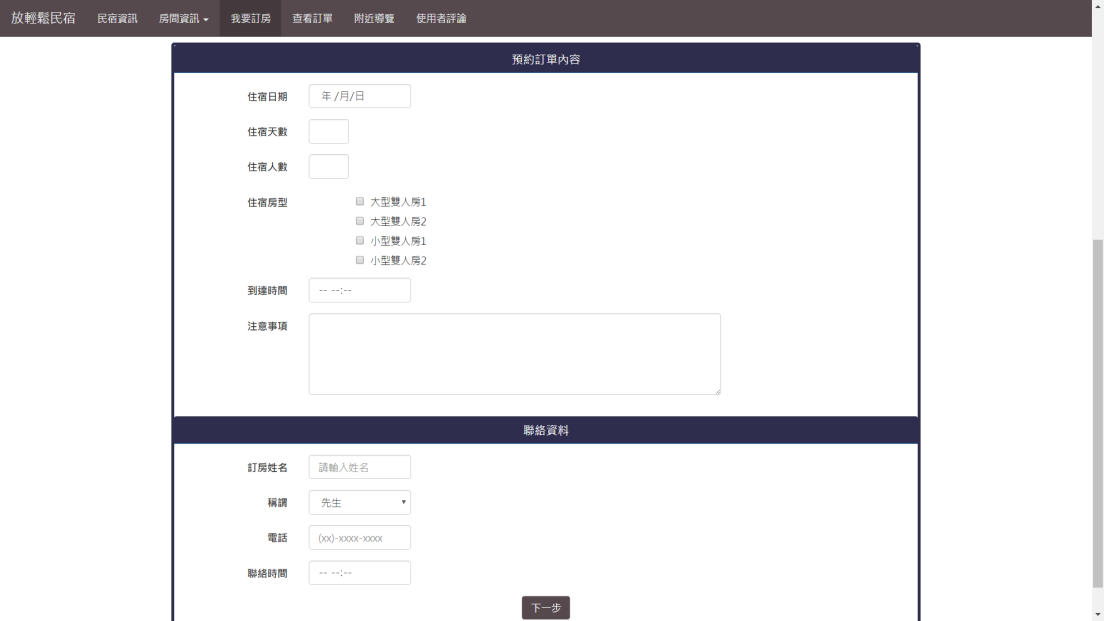 放輕鬆民宿 民宿資訊 房間資訊 我要訂房 查看訂單 附近導覽 使用者評論
預約訂單內容
住宿日期 年 /月/日
住宿天數
住宿人數
住宿房型 大型雙人房1
大型雙人房2
小型雙人房1
小型雙人房2
到達時間 -- --:--
注意事項
聯絡資料
訂房姓名 請輸入姓名
稱謂 先生
電話 (xx)-xxxx-xxxx
聯絡時間 -- --:--
下一步